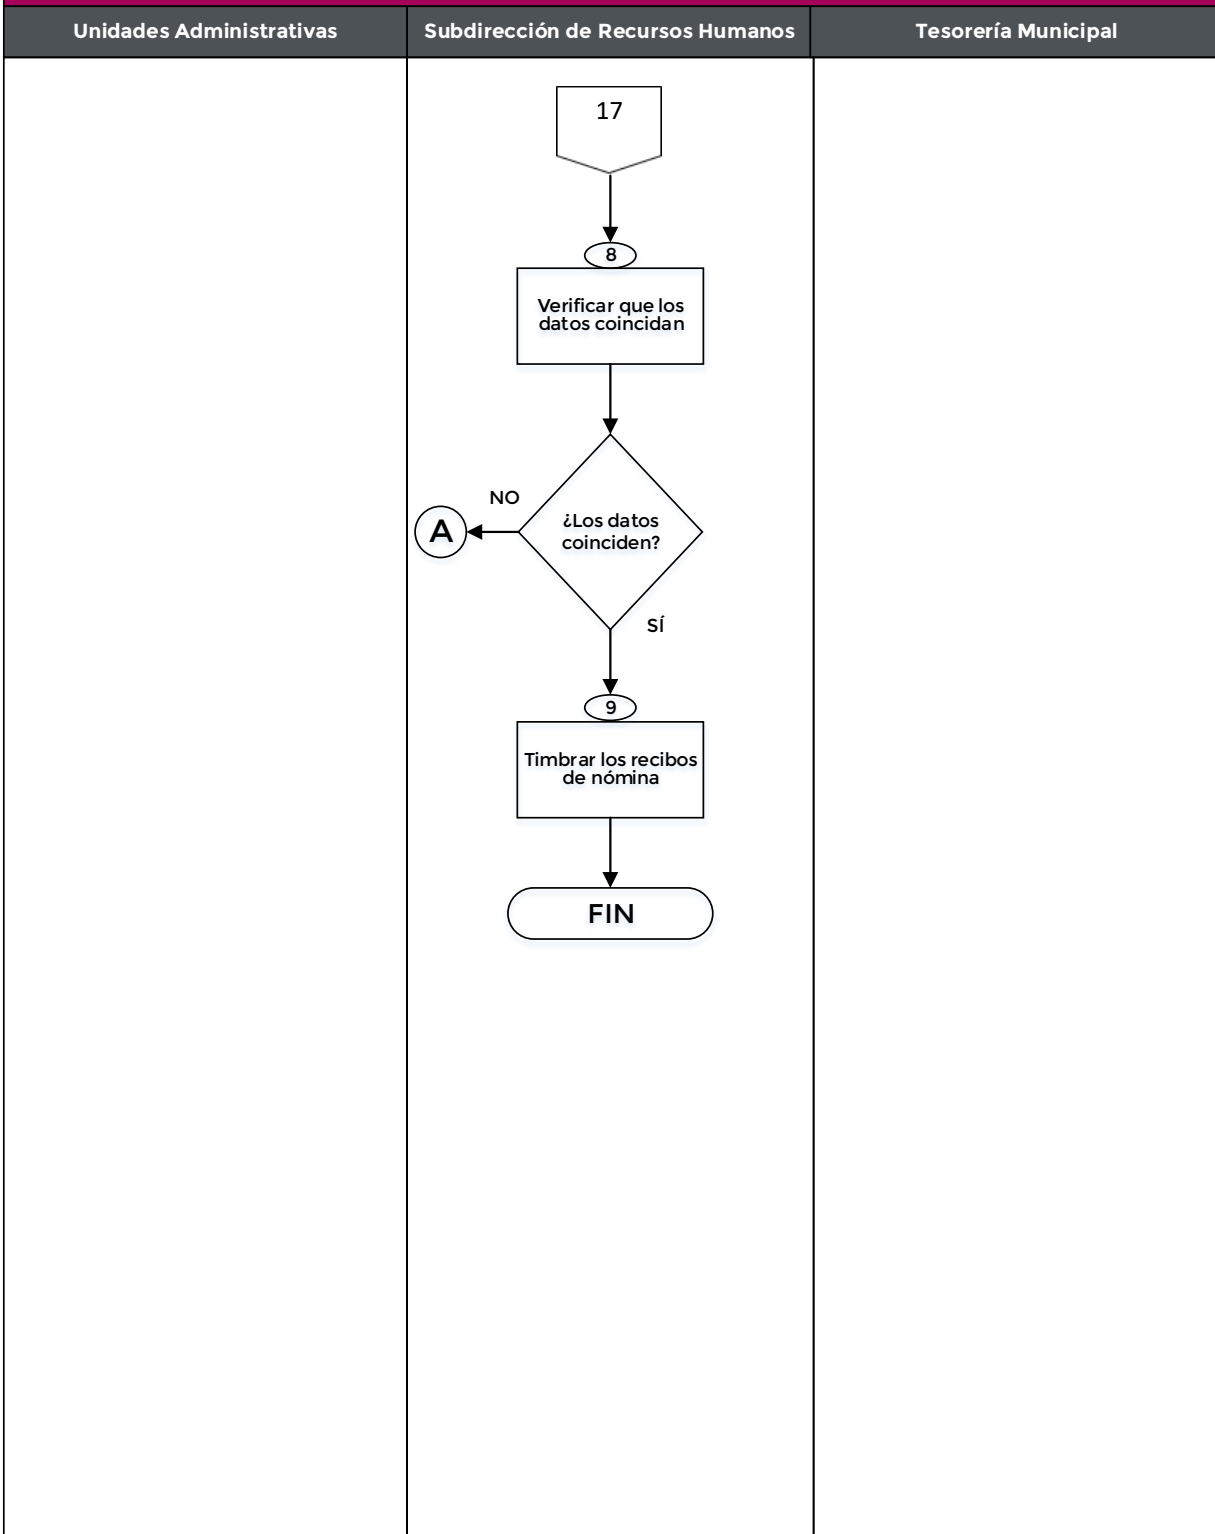 Unidades Administrativas
Subdirección de Recursos Humanos
Tesorería Municipal
17
8
Verificar que los
datos coincidan
NO
A
¿Los datos
coinciden?
SÍ
9
Timbrar los recibos
de nómina
FIN